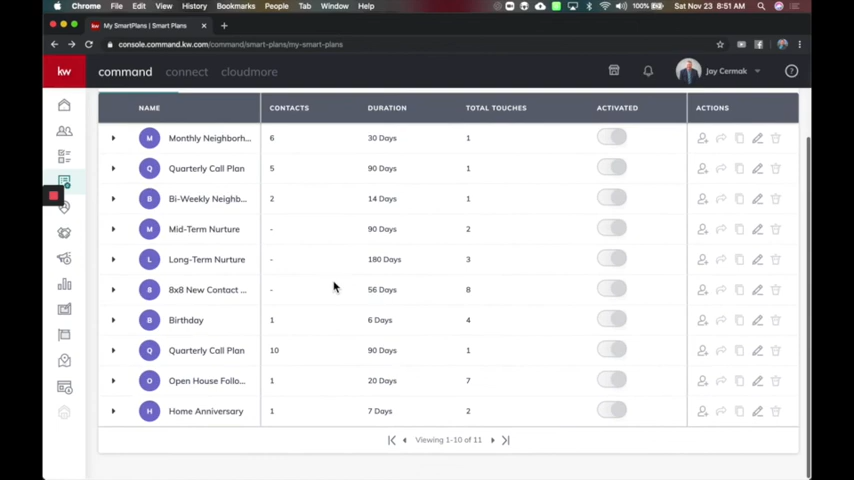 Chrome File Edit View History Bookmarks People Tab Window Help 100% Sat Nov 23 8:51 AM
My SmartPlans | Smart Plans
console.command.kw.com/command/smart-plans/my-smart-plans
kw command connect cloudmore Jay Cermak
NAME CONTACTS DURATION TOTAL TOUCHES ACTIVATED ACTIONS
M Monthly Neighborh... 6 30 Days 1
Q Quarterly Call Plan 5 90 Days 1
B Bi-Weekly Neighb... 2 14 Days 1
M Mid-Term Nurture - 90 Days 2
L Long-Term Nurture - 180 Days 3
8 8x8 New Contact ... - 56 Days 8
B Birthday 1 6 Days 4
Q Quarterly Call Plan 10 90 Days 1
O Open House Follo... 1 20 Days 7
H Home Anniversary 1 7 Days 2
Viewing 1-10 of 11